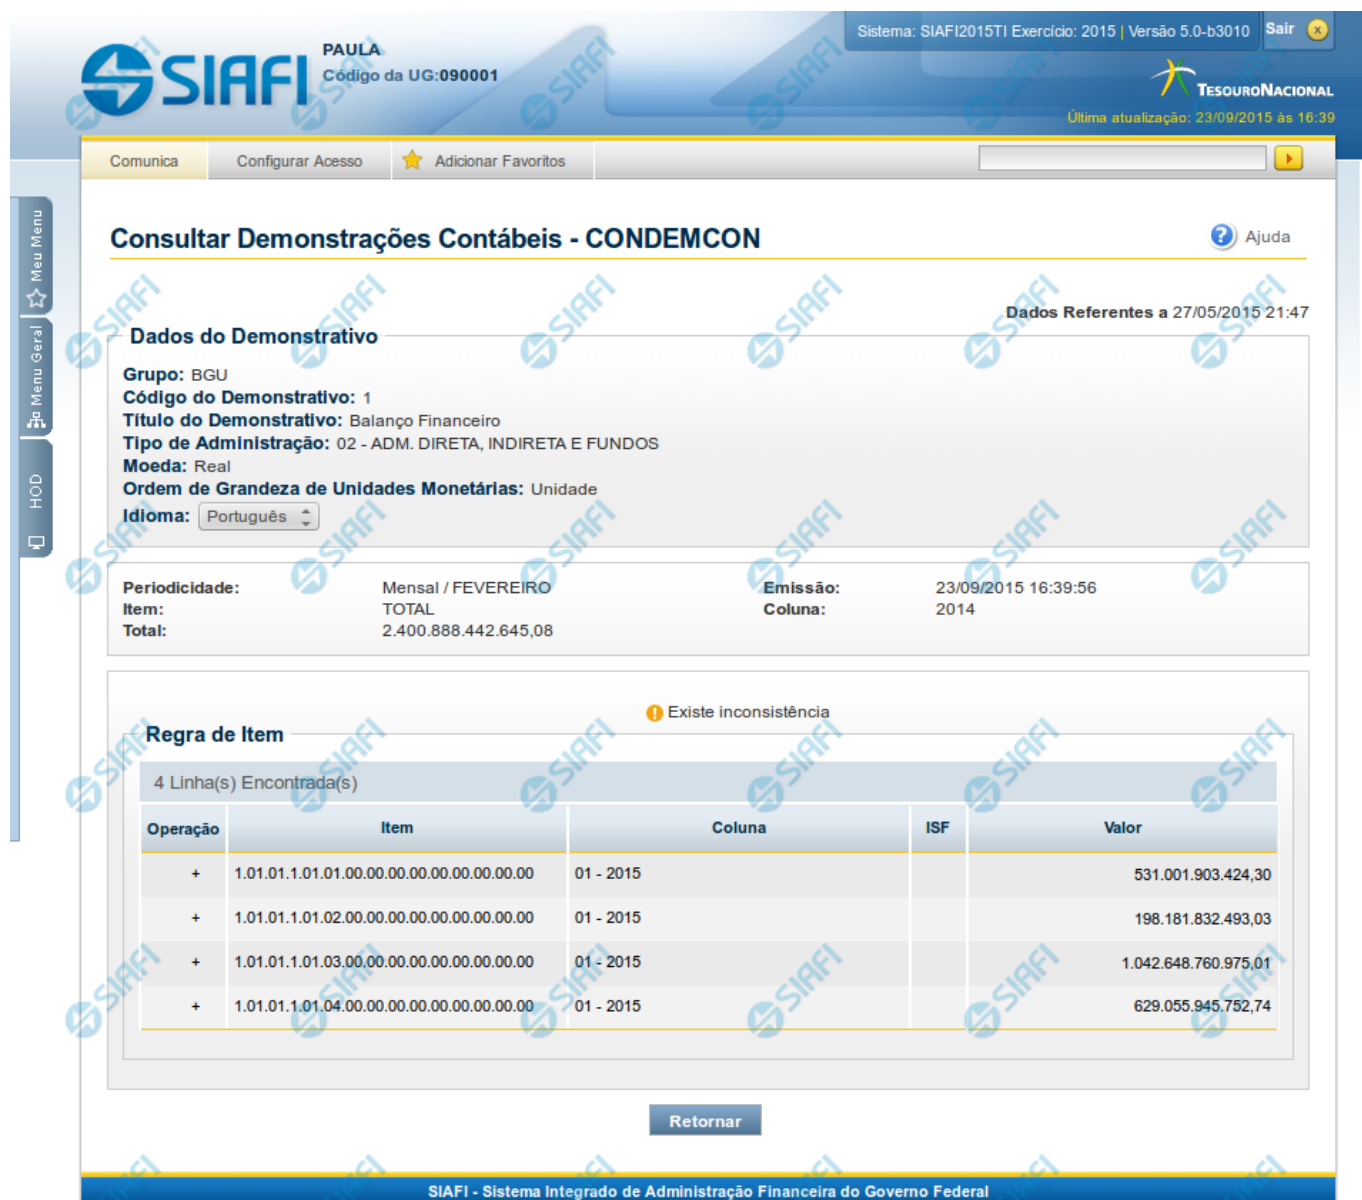 Sistema: SIAFI2015TI Exercício: 2015 | Versão 5.0-b3010 Sair x
SIAFI
PAULA
Código da UG:090001
TESOURONACIONAL
Última atualização: 23/09/2015 às 16:39
Comunica Configurar Acesso Adicionar Favoritos
Meu Menu
Menu Geral
HOD
Consultar Demonstrações Contábeis - CONDEMCON
? Ajuda
Dados Referentes a 27/05/2015 21:47
Dados do Demonstrativo
Grupo: BGU
Código do Demonstrativo: 1
Título do Demonstrativo: Balanço Financeiro
Tipo de Administração: 02 - ADM. DIRETA, INDIRETA E FUNDOS
Moeda: Real
Ordem de Grandeza de Unidades Monetárias: Unidade
Idioma: Português
Periodicidade: Mensal / FEVEREIRO Emissão: 23/09/2015 16:39:56
Item: TOTAL Coluna: 2014
Total: 2.400.888.442.645,08
Existe inconsistência
Regra de Item
4 Linha(s) Encontrada(s)
Operação Item Coluna ISF Valor
+ 1.01.01.1.01.01.00.00.00.00.00.00.00.00.00 01 - 2015 531.001.903.424,30
+ 1.01.01.1.01.02.00.00.00.00.00.00.00.00.00 01 - 2015 198.181.832.493,03
+ 1.01.01.1.01.03.00.00.00.00.00.00.00.00.00 01 - 2015 1.042.648.760.975,01
+ 1.01.01.1.01.04.00.00.00.00.00.00.00.00.00 01 - 2015 629.055.945.752,74
Retornar
SIAFI - Sistema Integrado de Administração Financeira do Governo Federal